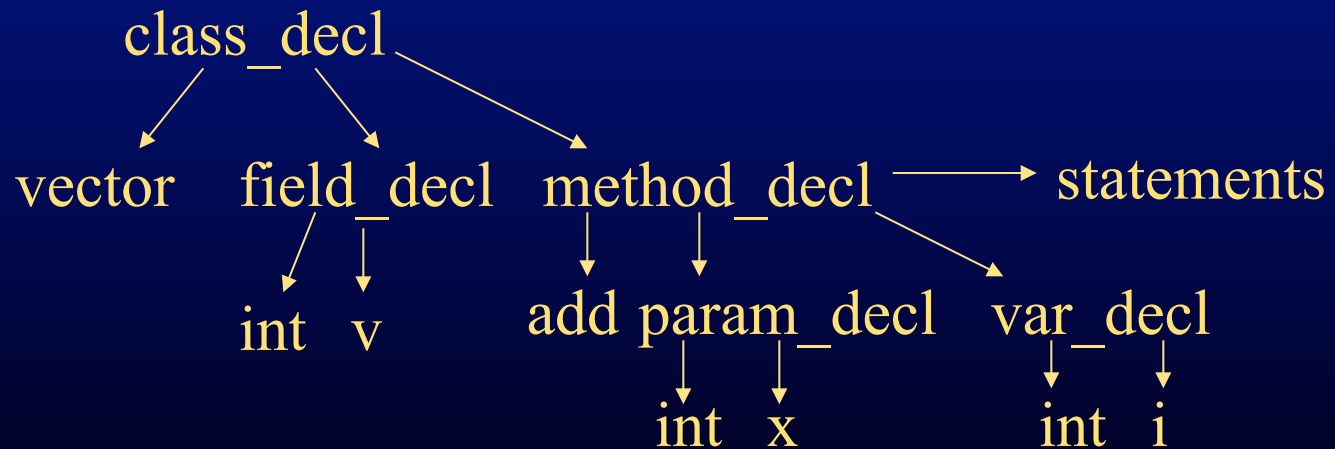 class_decl
vector field_decl method_decl statements
int v add param_decl var_decl
int x int i